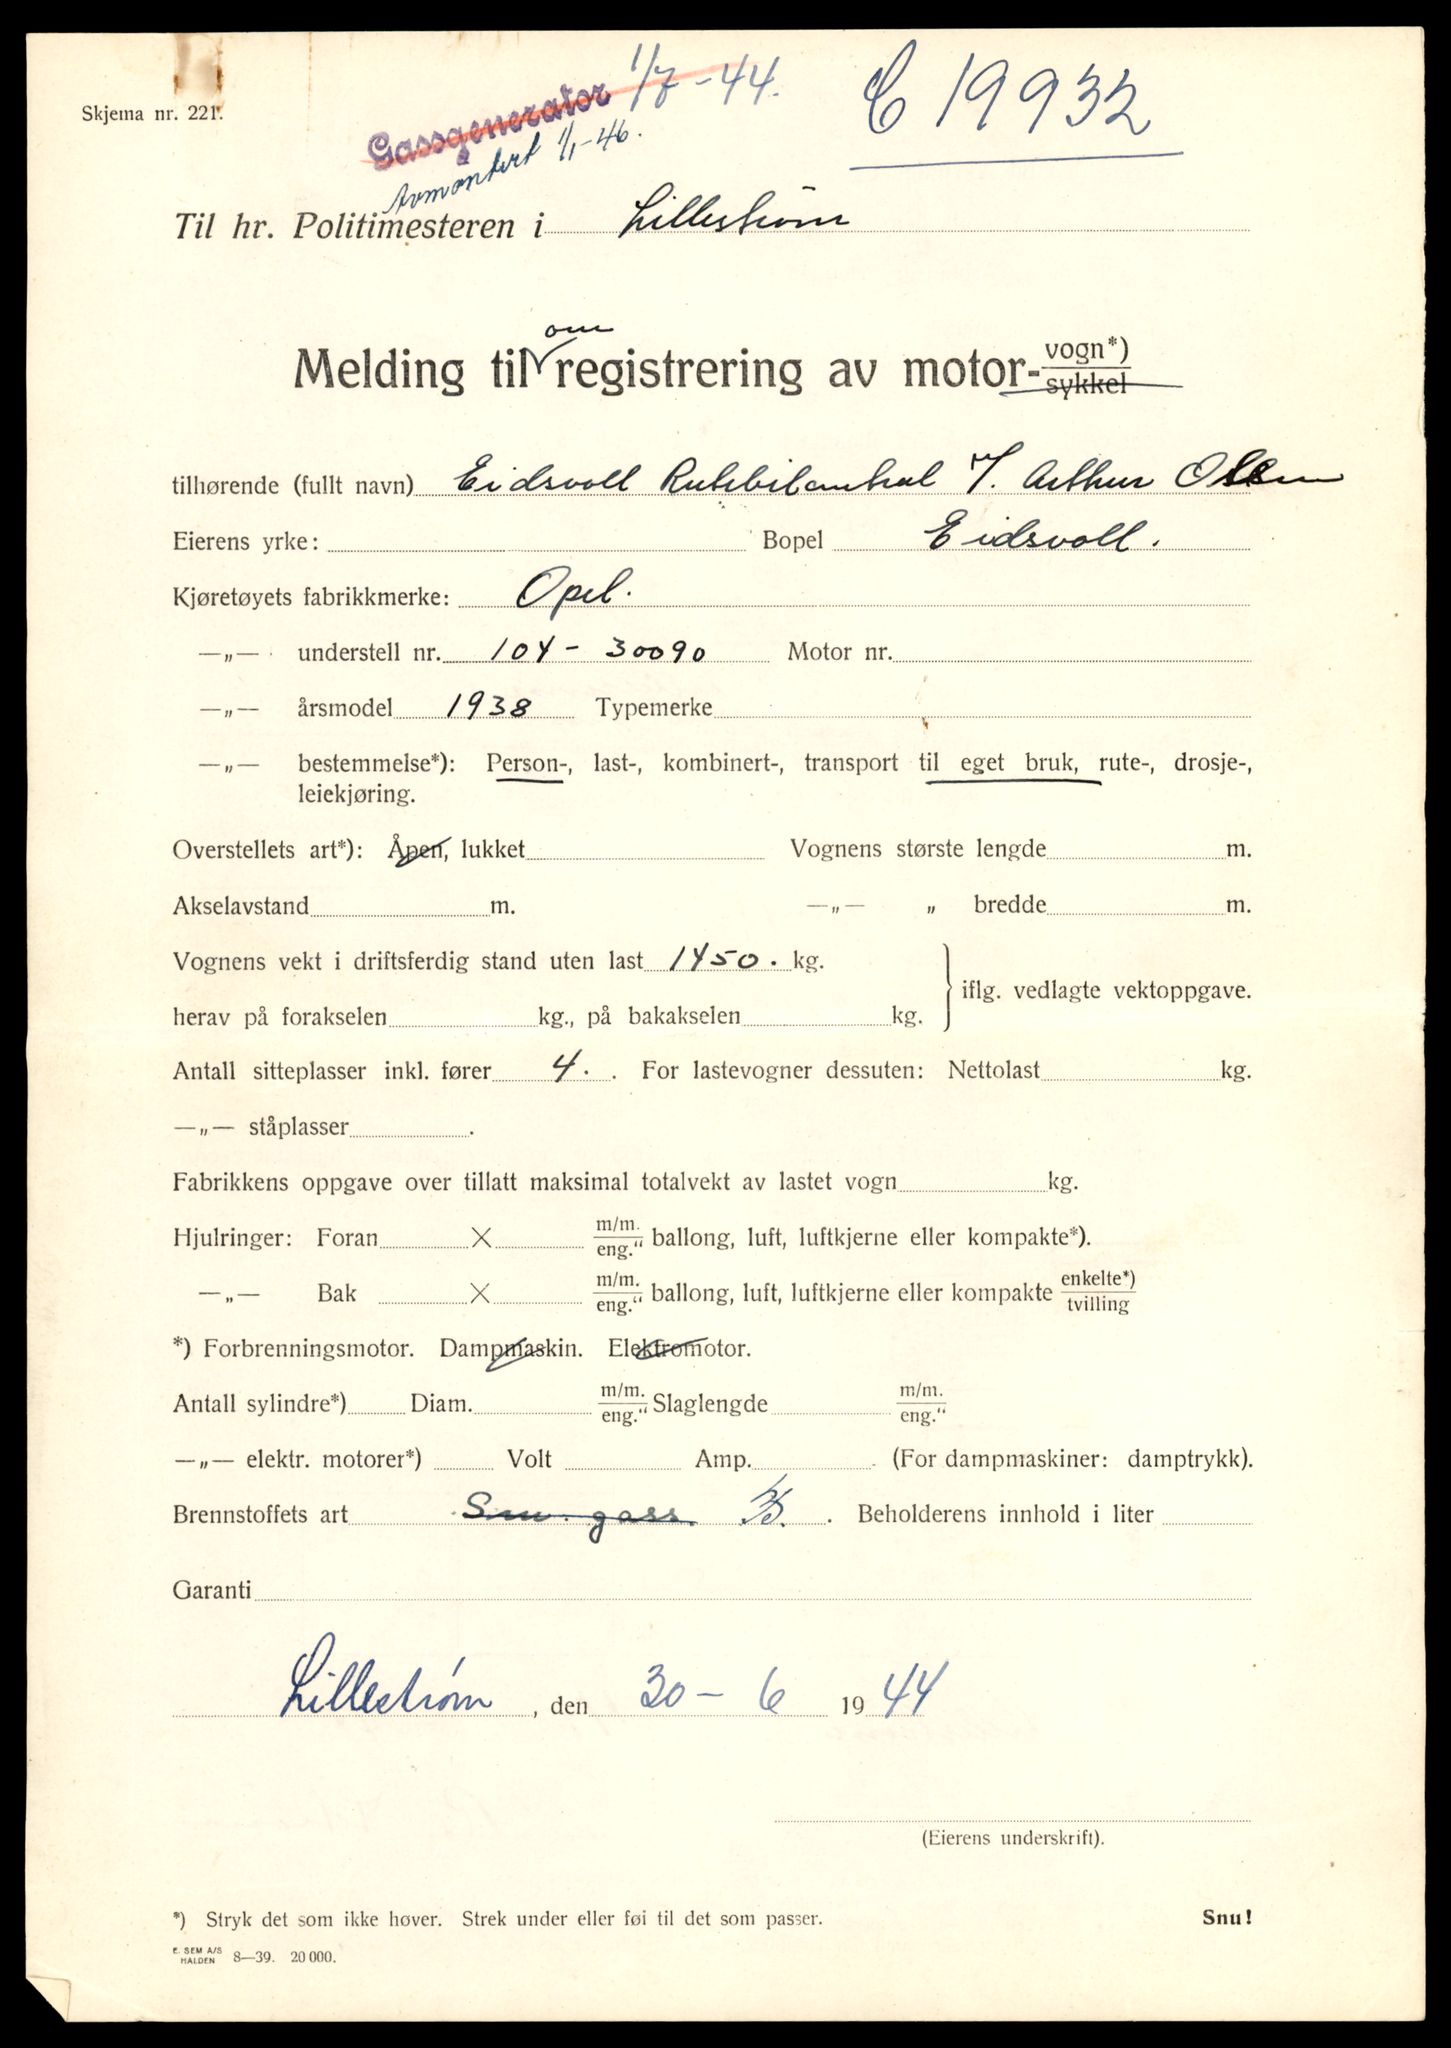 Skjema nr. 221.
Gassgenerator 1/7-44.
Avmontert 1/1-46.
C 19932
Til hr. Politimesteren i Lillestrøm
om
Melding til registrering av motor- vogn*)
sykkel
tilhørende (fullt navn) Eidsvoll Rutebilsentral V. Arthur Olsen
Eierens yrke: Bopel Eidsvoll.
Kjøretøyets fabrikkmerke: Opel.
—„— understell nr. 104 - 30090 Motor nr.
—„— årsmodel 1938 Typemerke
—„— bestemmelse*): Person-, last-, kombinert-, transport til eget bruk, rute-, drosje-,
leiekjøring.
Overstellets art*): Åpen, lukket Vognens største lengde m.
Akselavstand m. —„— „ bredde m.
Vognens vekt i driftsferdig stand uten last 1450. kg.
iflg. vedlagte vektoppgave.
herav på forakselen kg., på bakakselen kg.
Antall sitteplasser inkl. fører 4. . For lastevogner dessuten: Nettolast kg.
—„— ståplasser .
Fabrikkens oppgave over tillatt maksimal totalvekt av lastet vogn kg.
Hjulringer: Foran × m/m. eng.“ ballong, luft, luftkjerne eller kompakte*).
—„— Bak × m/m. eng.“ ballong, luft, luftkjerne eller kompakte enkelte*) tvilling
*) Forbrenningsmotor. Dampmaskin. Elektromotor.
Antall sylindre*) Diam. m/m. eng.“ Slaglengde m/m. eng.“
—„— elektr. motorer*) Volt Amp. (For dampmaskiner: damptrykk).
Brennstoffets art gass B. . Beholderens innhold i liter
Garanti
Lillestrøm, den 30 - 6 1944
(Eierens underskrift).
*) Stryk det som ikke høver. Strek under eller føi til det som passer. Snu!
E. SEM A/S HALDEN 8—39. 20 000.